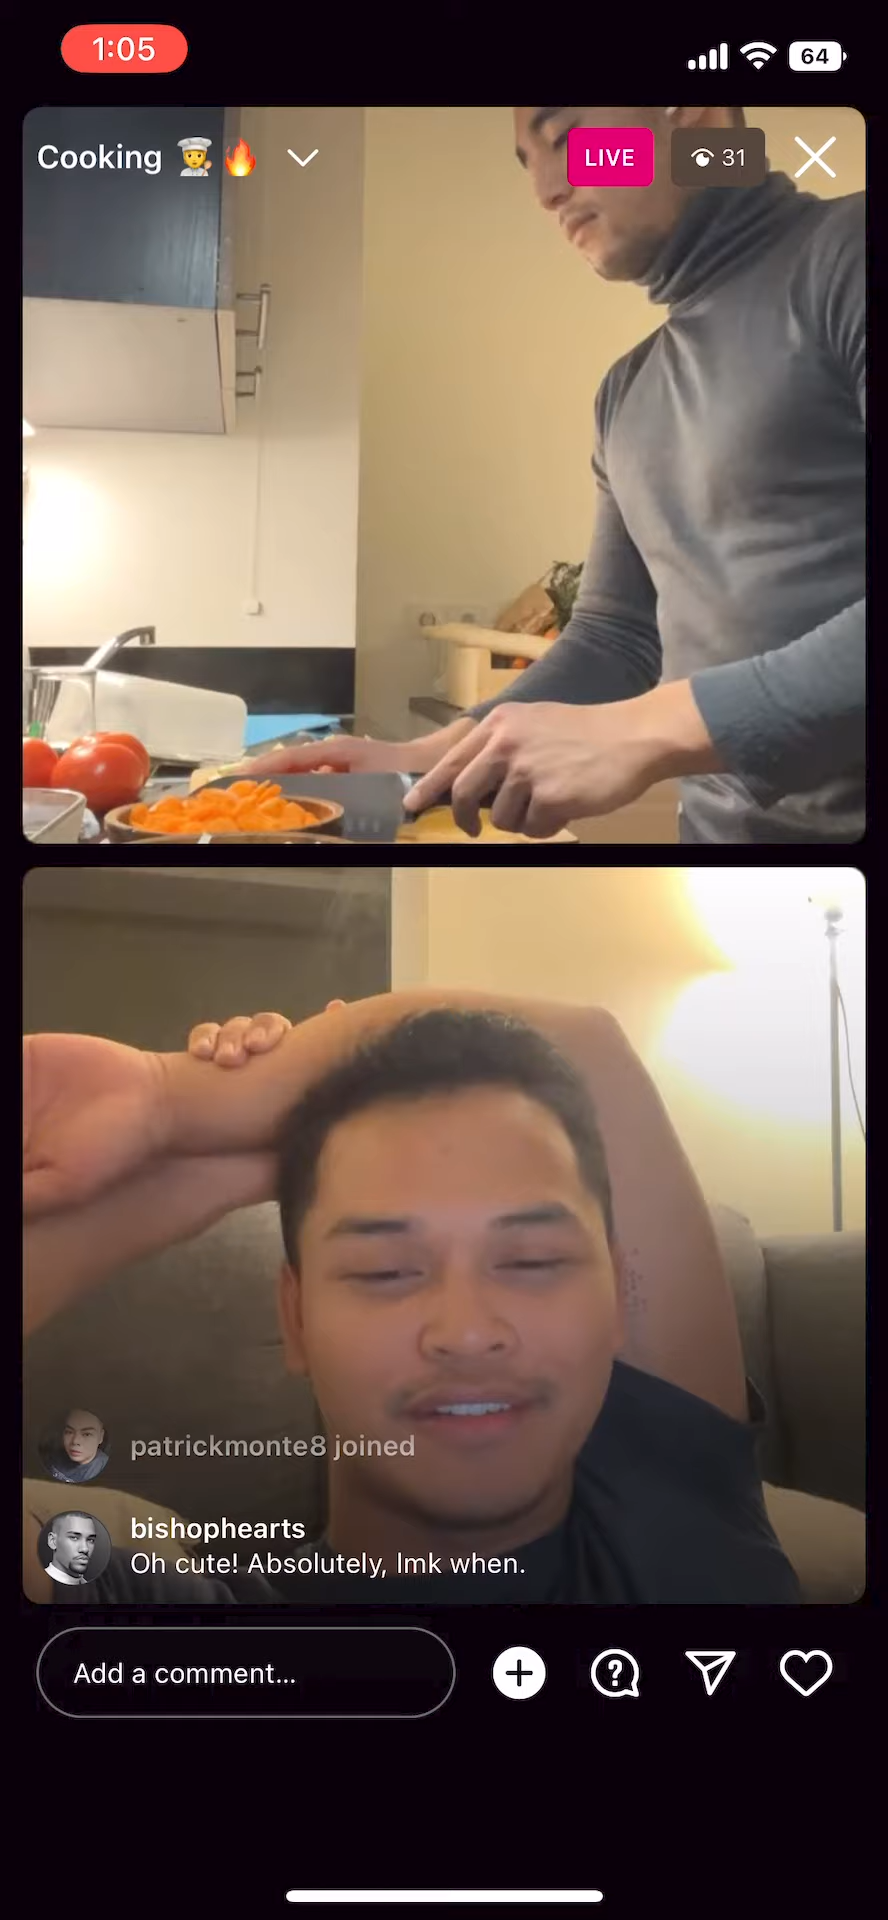 1:05
64
Cooking 🧑‍🍳🔥
LIVE
31
patrickmonte8 joined
bishophearts
Oh cute! Absolutely, lmk when.
Add a comment...